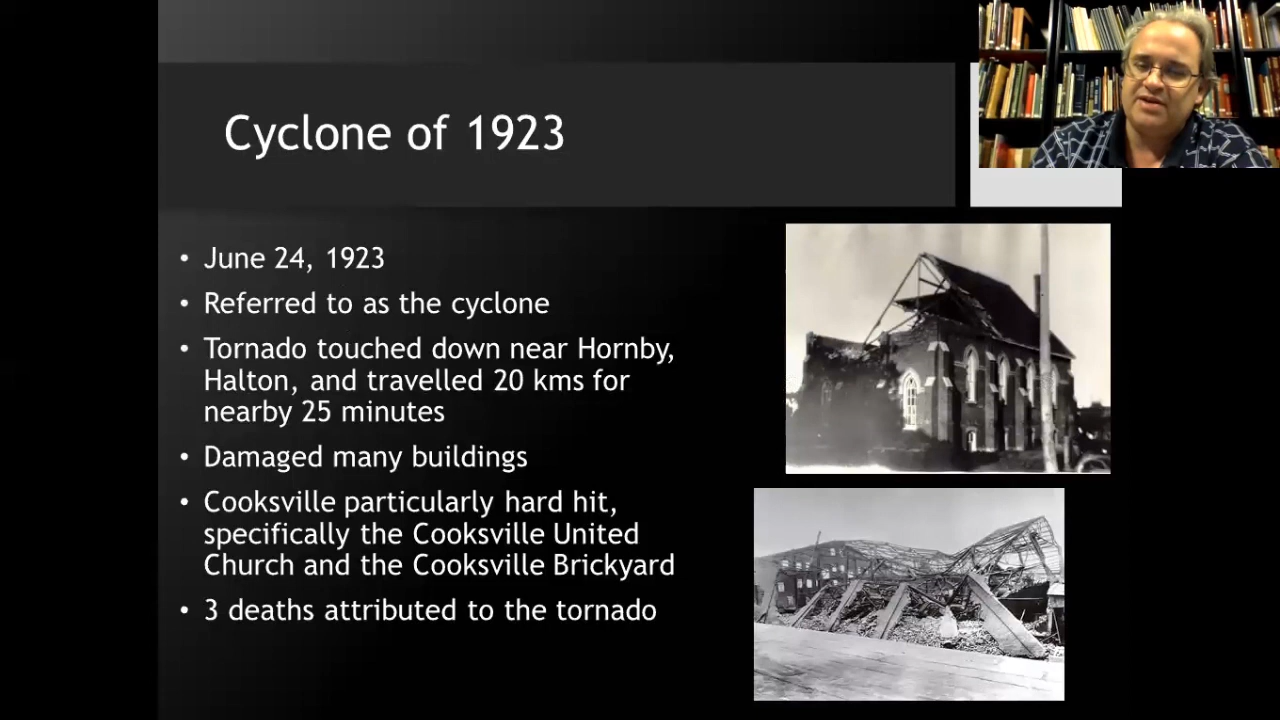 Cyclone of 1923
• June 24, 1923
• Referred to as the cyclone
• Tornado touched down near Hornby,
Halton, and travelled 20 kms for
nearby 25 minutes
• Damaged many buildings
• Cooksville particularly hard hit,
specifically the Cooksville United
Church and the Cooksville Brickyard
• 3 deaths attributed to the tornado